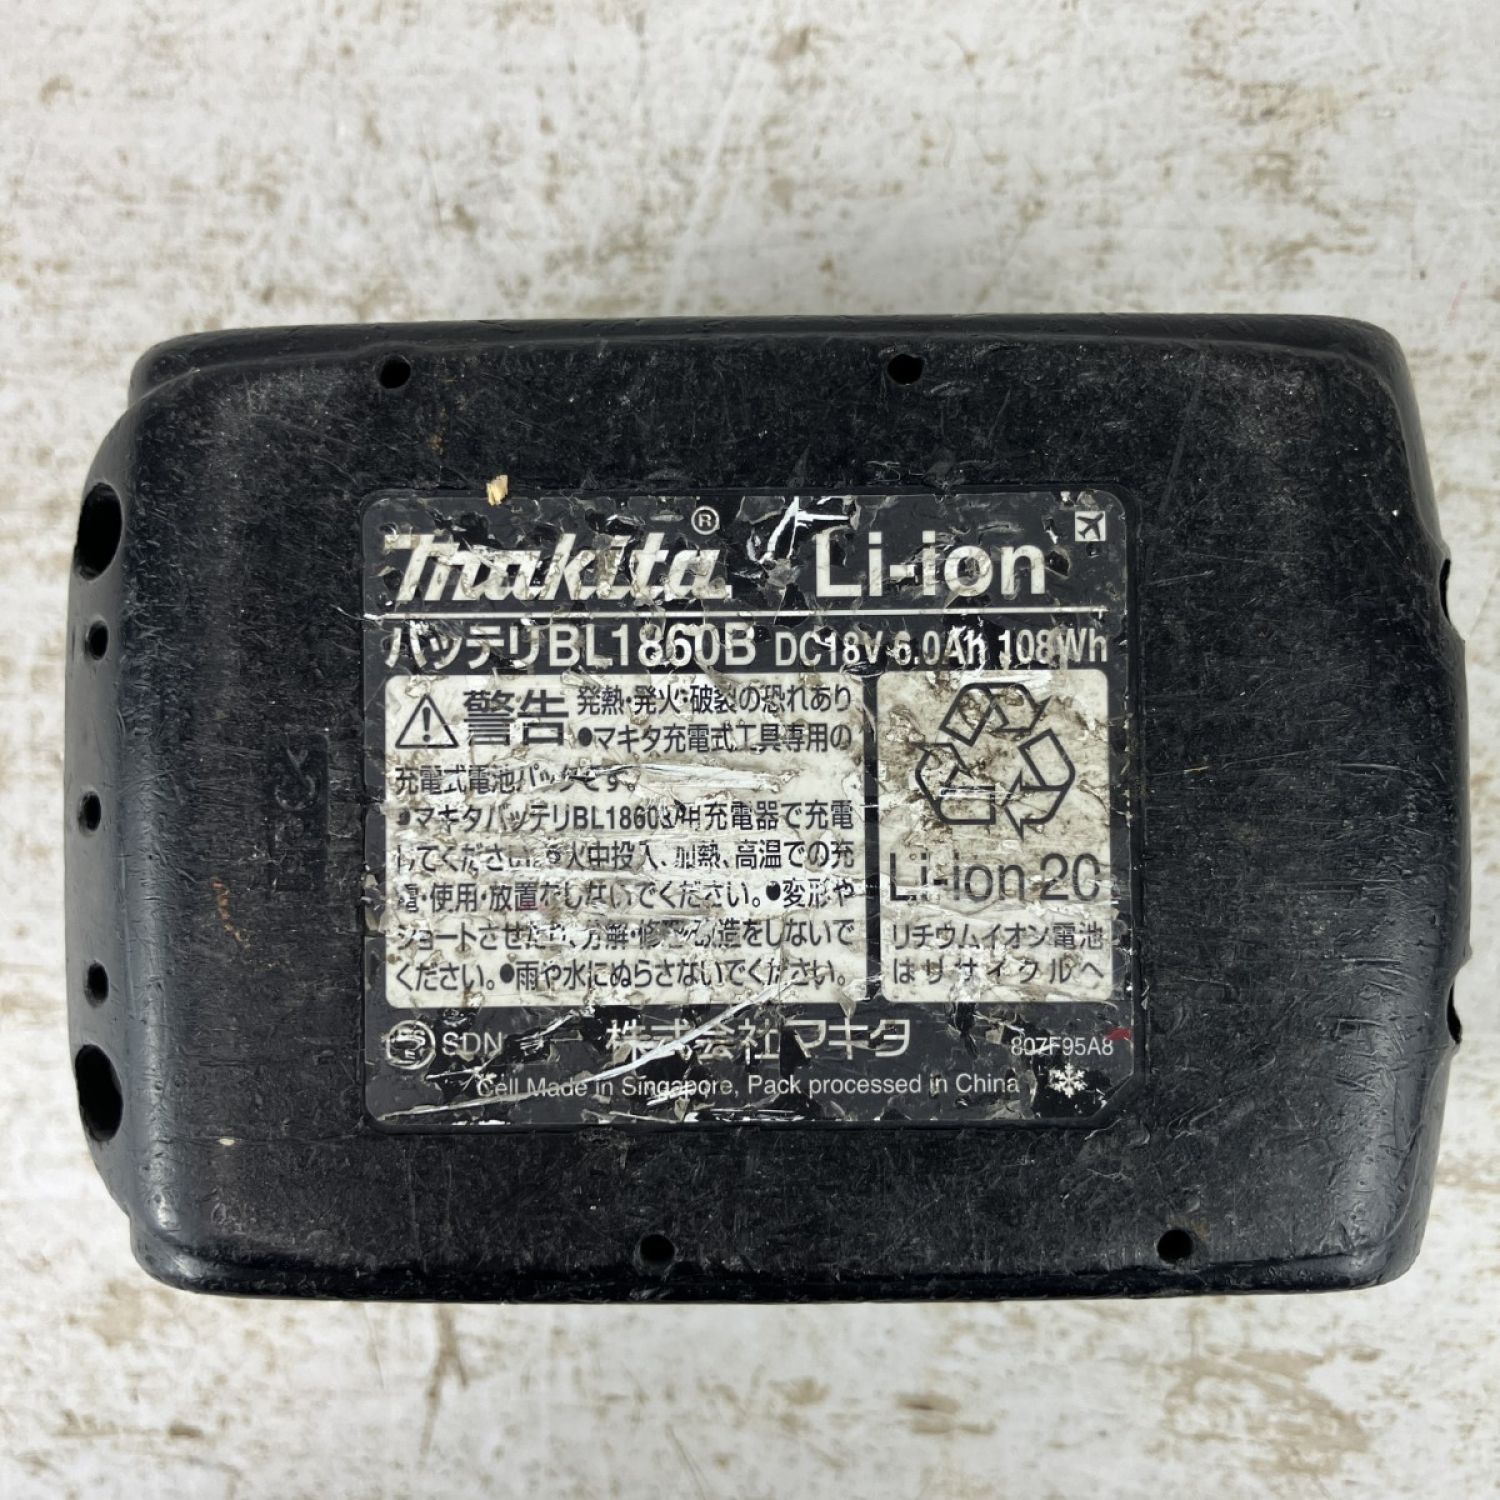 makita® Li-ion
バッテリBL1860B DC18V 6.0Ah 108Wh
警告 発熱・発火・破裂の恐れあり
●マキタ充電式工具専用の
充電式電池パックです。
●マキタバッテリBL1860B用充電器で充電
してください。●火中投入、加熱、高温での充
電・使用・放置をしないでください。●変形や
ショートさせたり、分解・修理・改造をしないで
ください。●雨や水にぬらさないでください。
Li-ion 20
リチウムイオン電池
はリサイクルへ
SDN 株式会社マキタ 807F95A8
Cell Made in Singapore, Pack processed in China